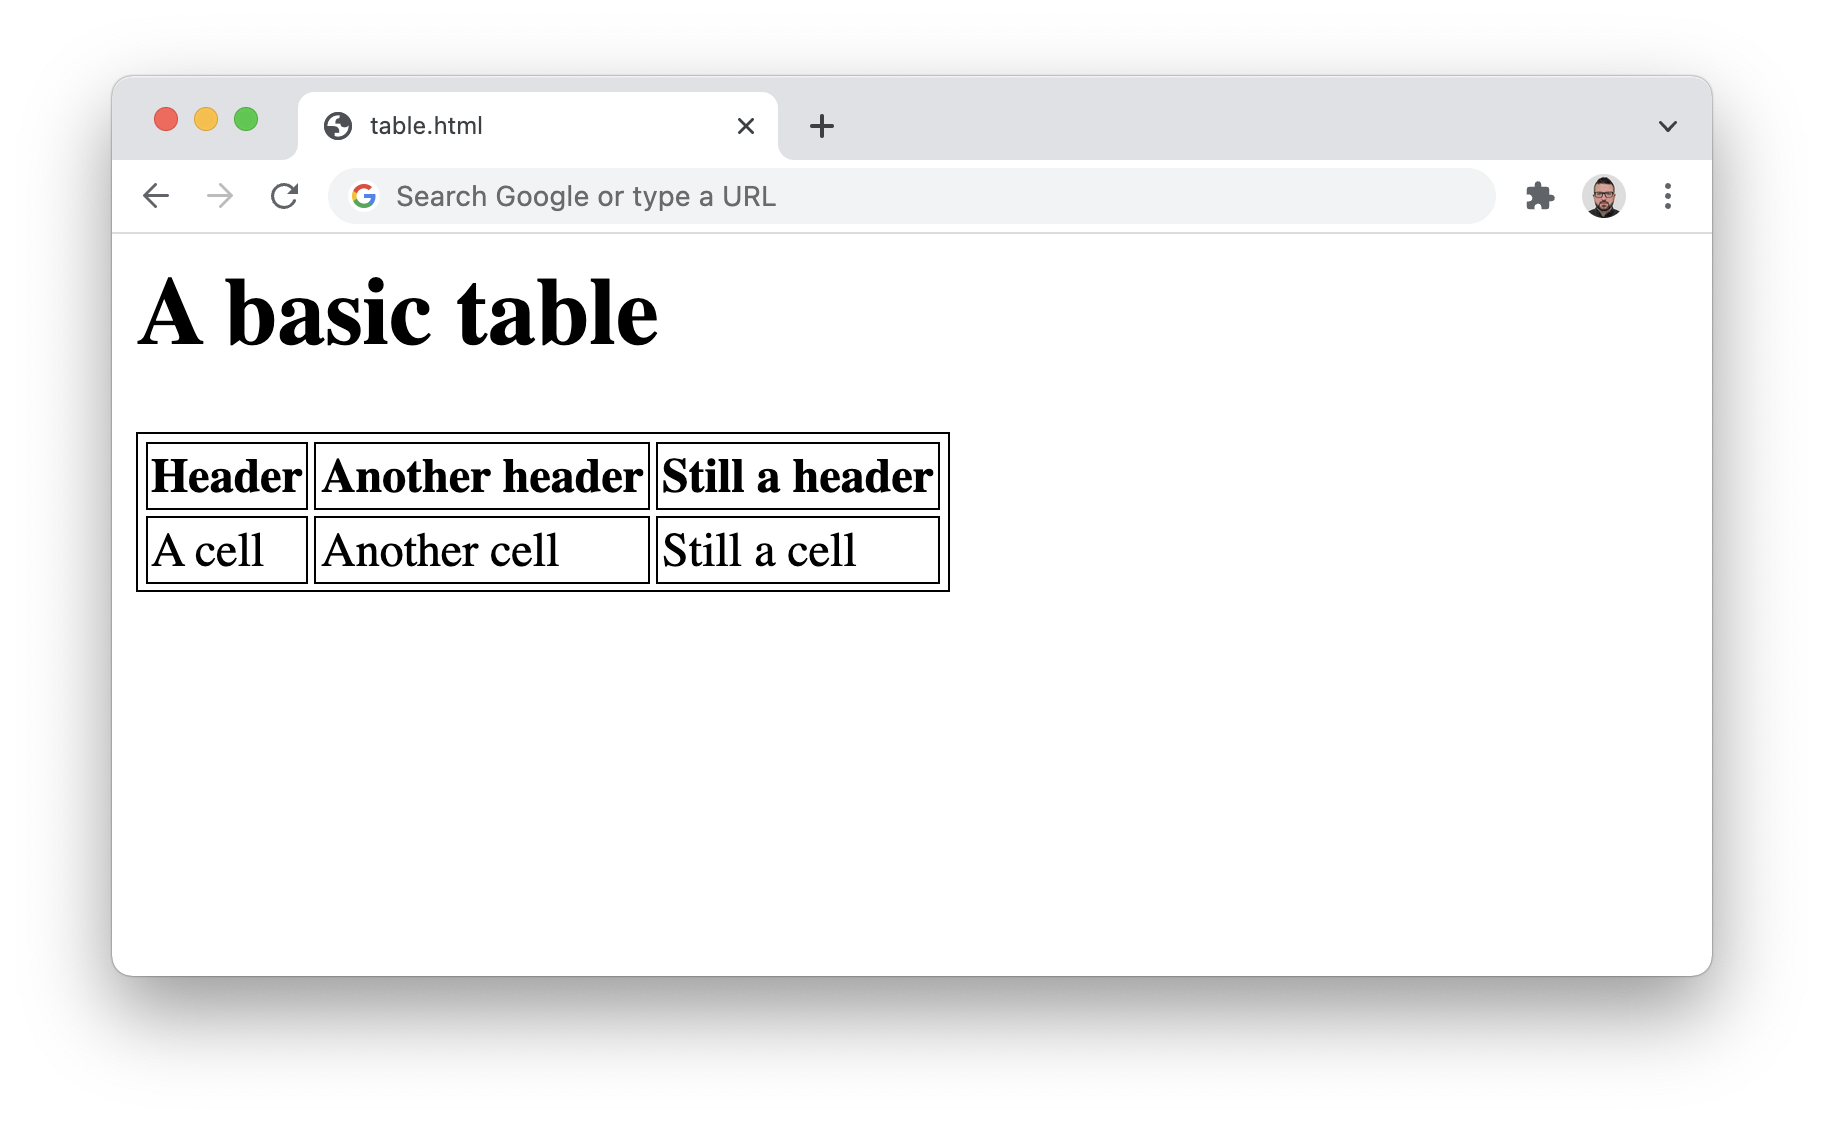 table.html
Search Google or type a URL
A basic table
Header Another header Still a header
A cell Another cell Still a cell